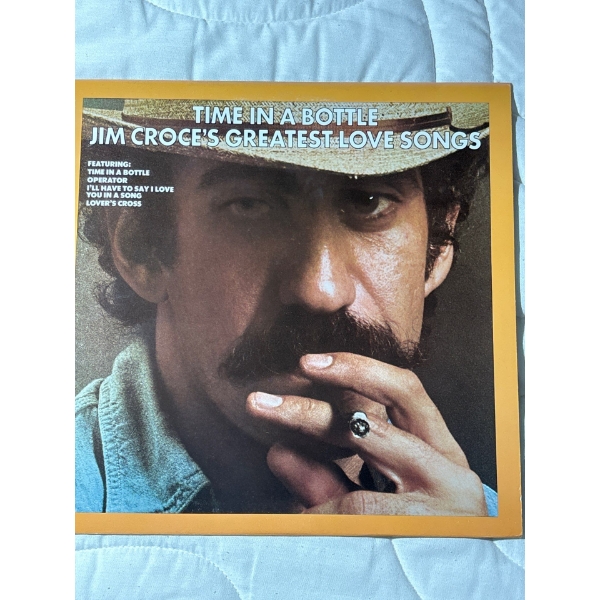 TIME IN A BOTTLE
JIM CROCE'S GREATEST LOVE SONGS
FEATURING:
TIME IN A BOTTLE
OPERATOR
I'LL HAVE TO SAY I LOVE
YOU IN A SONG
LOVER'S CROSS